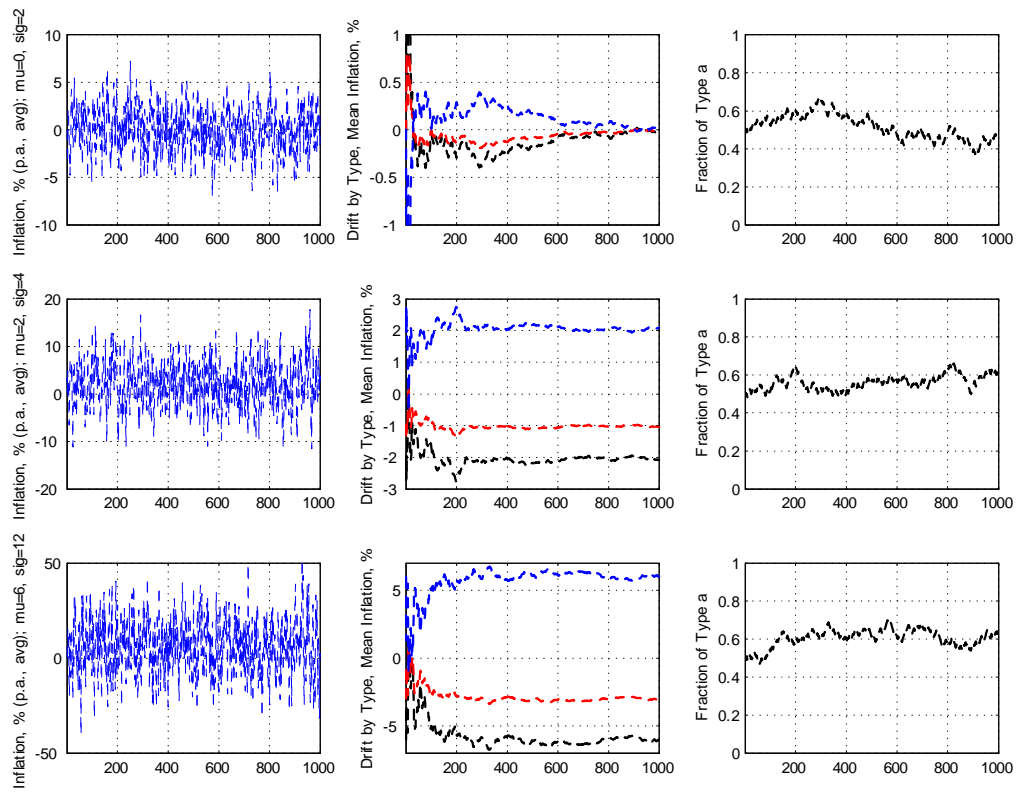 Inflation, % (p.a., avg): mu=0, sig=2
10
5
0
-5
-10
200 400 600 800 1000
Drift by Type, Mean Inflation, %
1
0.5
0
-0.5
-1
200 400 600 800 1000
Fraction of Type a
1
0.8
0.6
0.4
0.2
0
200 400 600 800 1000
Inflation, % (p.a., avg): mu=2, sig=4
20
10
0
-10
-20
200 400 600 800 1000
Drift by Type, Mean Inflation, %
3
2
1
0
-1
-2
-3
200 400 600 800 1000
Fraction of Type a
1
0.8
0.6
0.4
0.2
0
200 400 600 800 1000
Inflation, % (p.a., avg): mu=6, sig=12
50
0
-50
200 400 600 800 1000
Drift by Type, Mean Inflation, %
5
0
-5
200 400 600 800 1000
Fraction of Type a
1
0.8
0.6
0.4
0.2
0
200 400 600 800 1000